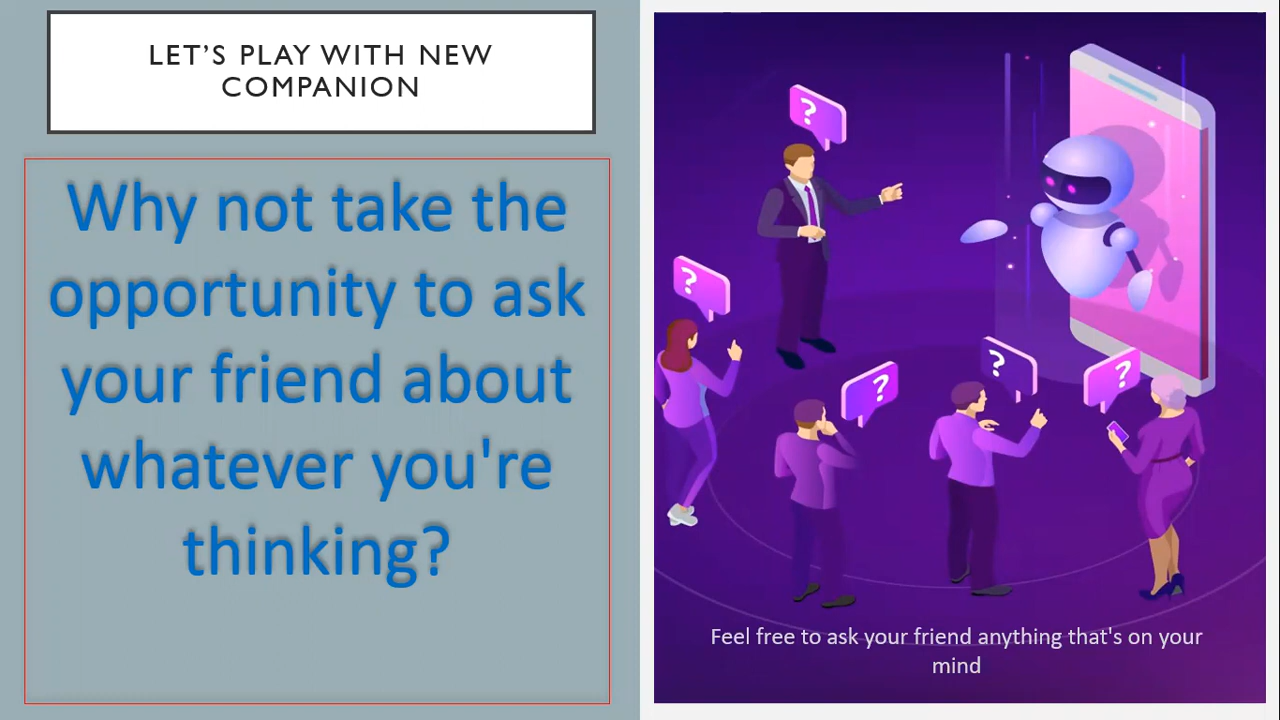 LET'S PLAY WITH NEW
COMPANION
Why not take the
opportunity to ask
your friend about
whatever you're
thinking?
?
?
?
?
?
Feel free to ask your friend anything that's on your
mind